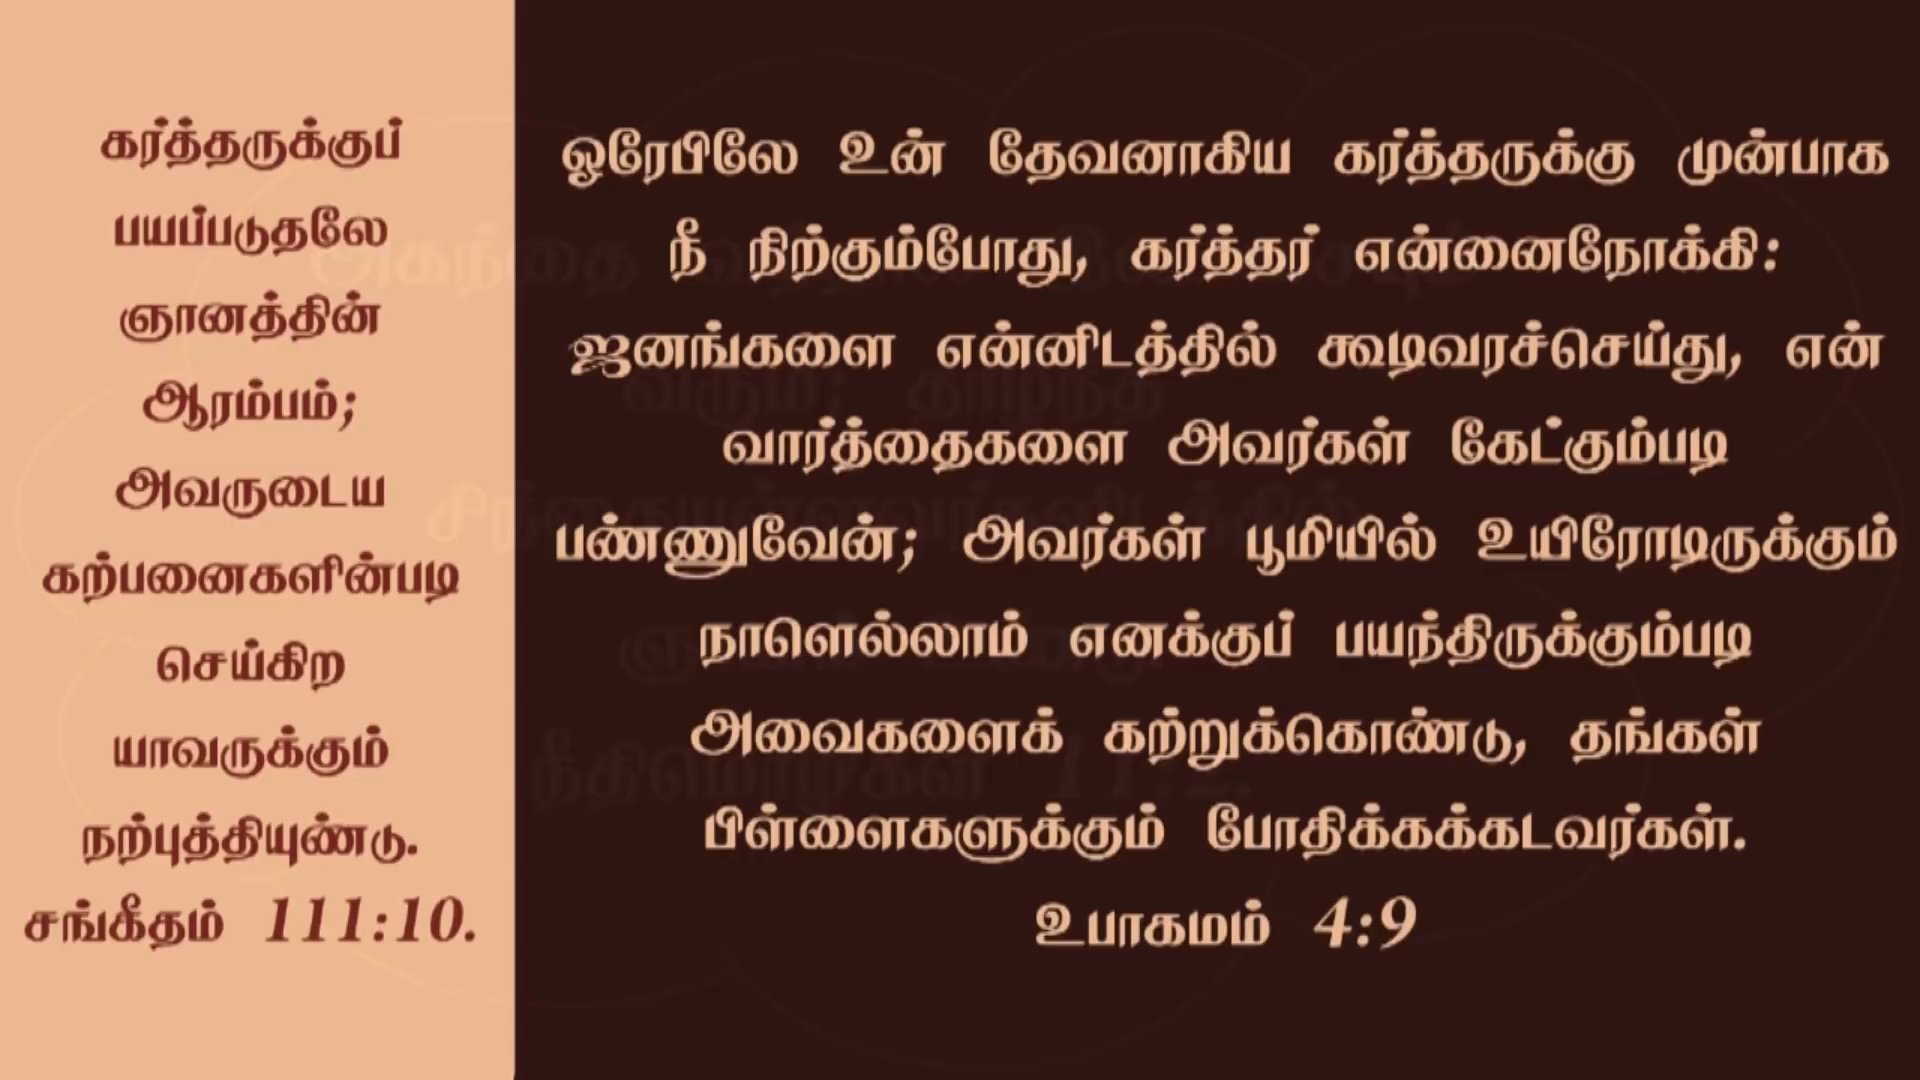 கர்த்தருக்குப்
பயப்படுதலே
ஞானத்தின்
ஆரம்பம்;
அவருடைய
கற்பனைகளின்படி
செய்கிற
யாவருக்கும்
நற்புத்தியுண்டு.
சங்கீதம் 111:10.
ஓரேபிலே உன் தேவனாகிய கர்த்தருக்கு முன்பாக
நீ நிற்கும்போது, கர்த்தர் என்னைநோக்கி:
ஜனங்களை என்னிடத்தில் கூடிவரச்செய்து, என்
வார்த்தைகளை அவர்கள் கேட்கும்படி
பண்ணுவேன்; அவர்கள் பூமியில் உயிரோடிருக்கும்
நாளெல்லாம் எனக்குப் பயந்திருக்கும்படி
அவைகளைக் கற்றுக்கொண்டு, தங்கள்
பிள்ளைகளுக்கும் போதிக்கக்கடவர்கள்.
உபாகமம் 4:9